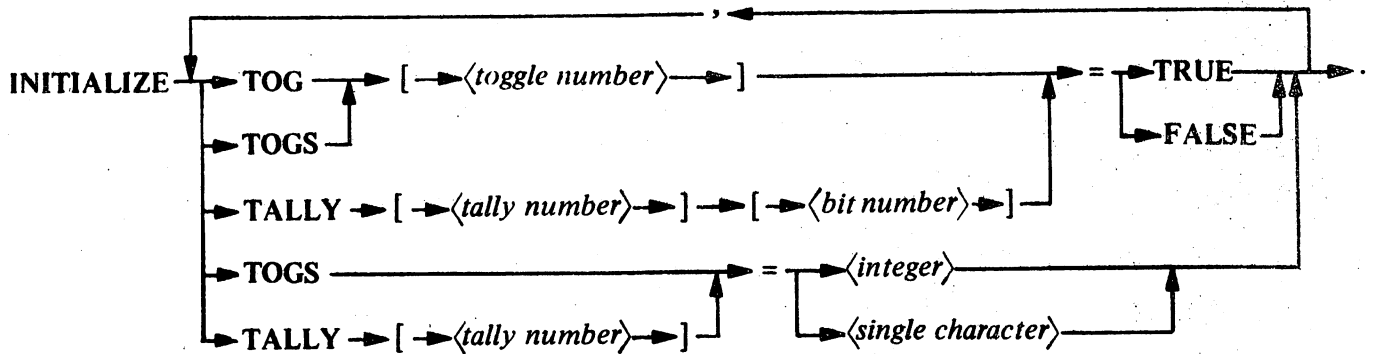 ,
INITIALIZE TOG [ ⟨toggle number⟩ ] = TRUE .
TOGS FALSE
TALLY [ ⟨tally number⟩ ] [ ⟨bit number⟩ ]
TOGS = ⟨integer⟩
TALLY [ ⟨tally number⟩ ] ⟨single character⟩